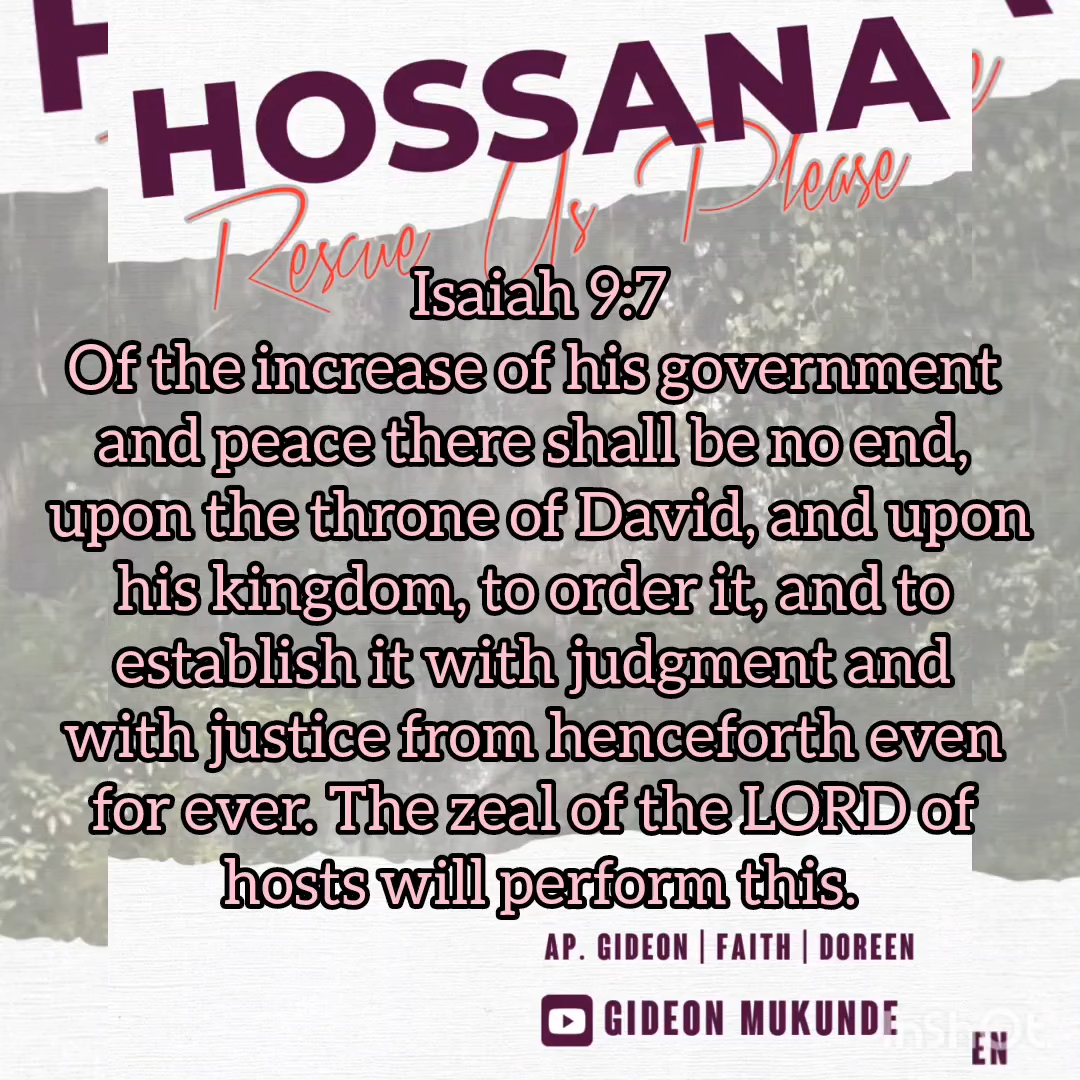 HOSSANA
Rescue Us Please
Isaiah 9:7
Of the increase of his government
and peace there shall be no end,
upon the throne of David, and upon
his kingdom, to order it, and to
establish it with judgment and
with justice from henceforth even
for ever. The zeal of the LORD of
hosts will perform this.
AP. GIDEON | FAITH | DOREEN
GIDEON MUKUNDE
InShOt
EN